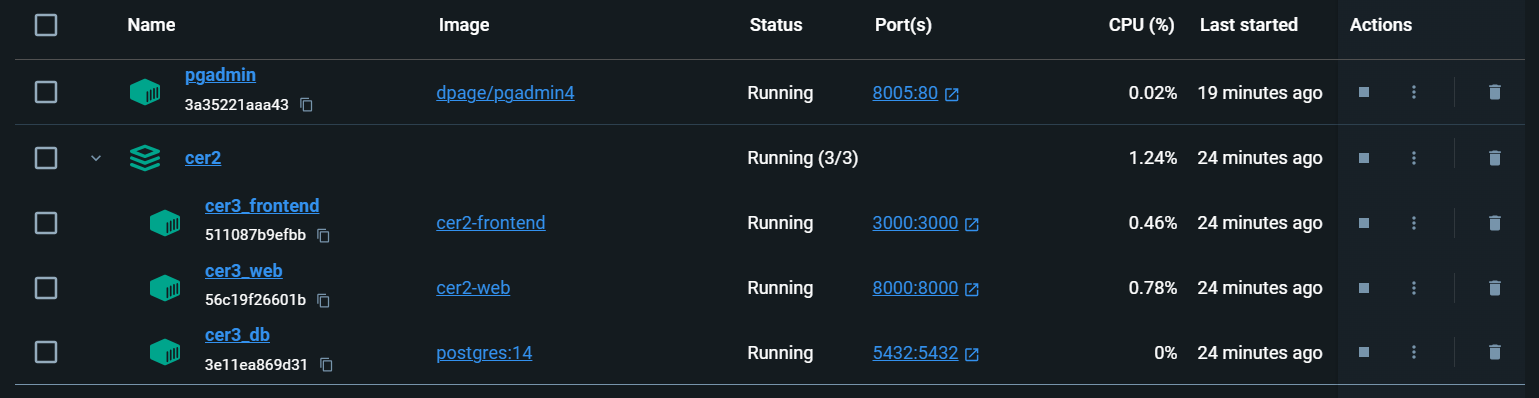 Name Image Status Port(s) CPU (%) Last started Actions
pgadmin
3a35221aaa43
dpage/pgadmin4 Running 8005:80 0.02% 19 minutes ago
cer2 Running (3/3) 1.24% 24 minutes ago
cer3_frontend
511087b9efbb
cer2-frontend Running 3000:3000 0.46% 24 minutes ago
cer3_web
56c19f26601b
cer2-web Running 8000:8000 0.78% 24 minutes ago
cer3_db
3e11ea869d31
postgres:14 Running 5432:5432 0% 24 minutes ago